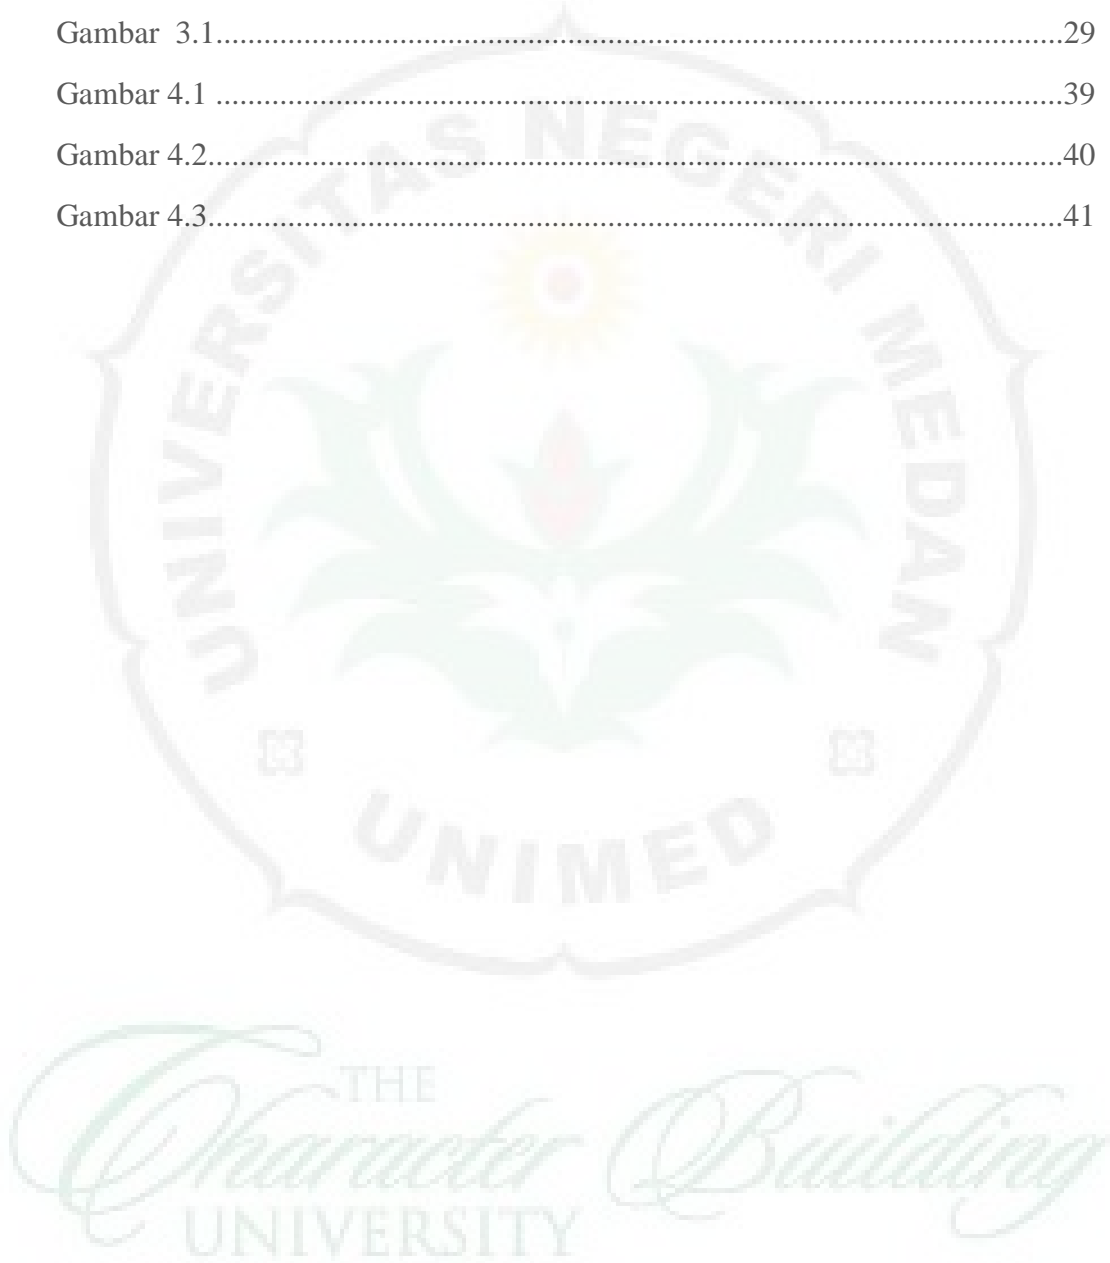 Gambar  3.1............................................................................................................29
Gambar 4.1 ............................................................................................................39
Gambar 4.2.............................................................................................................40
Gambar 4.3.............................................................................................................41
UNIVERSITAS NEGERI MEDAN
UNIMED
THE
Character Building
UNIVERSITY